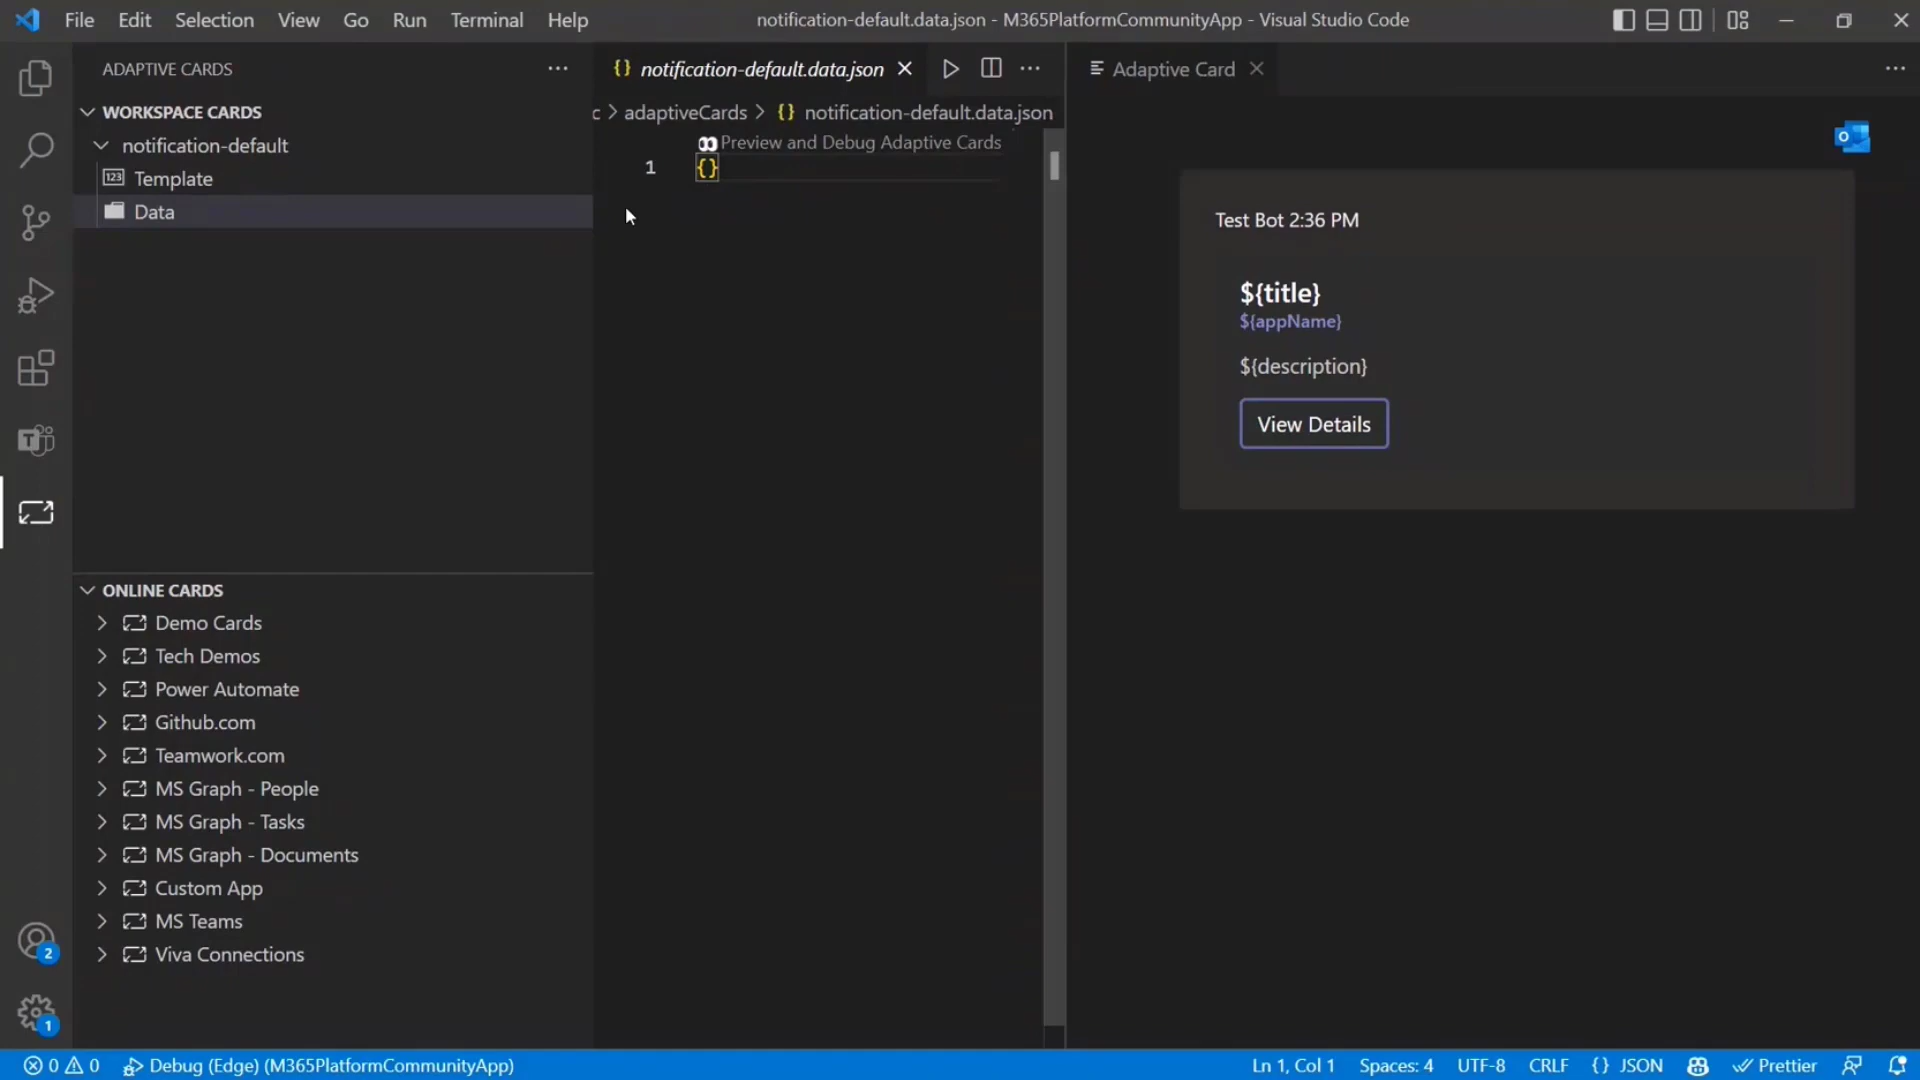 File Edit Selection View Go Run Terminal Help
notification-default.data.json - M365PlatformCommunityApp - Visual Studio Code
ADAPTIVE CARDS
WORKSPACE CARDS
notification-default
123 Template
Data
ONLINE CARDS
Demo Cards
Tech Demos
Power Automate
Github.com
Teamwork.com
MS Graph - People
MS Graph - Tasks
MS Graph - Documents
Custom App
MS Teams
Viva Connections
2
1
{} notification-default.data.json
c > adaptiveCards > {} notification-default.data.json
Preview and Debug Adaptive Cards
1 {}
Adaptive Card
Test Bot 2:36 PM
${title}
${appName}
${description}
View Details
0 0 Debug (Edge) (M365PlatformCommunityApp)
Ln 1, Col 1 Spaces: 4 UTF-8 CRLF {} JSON Prettier